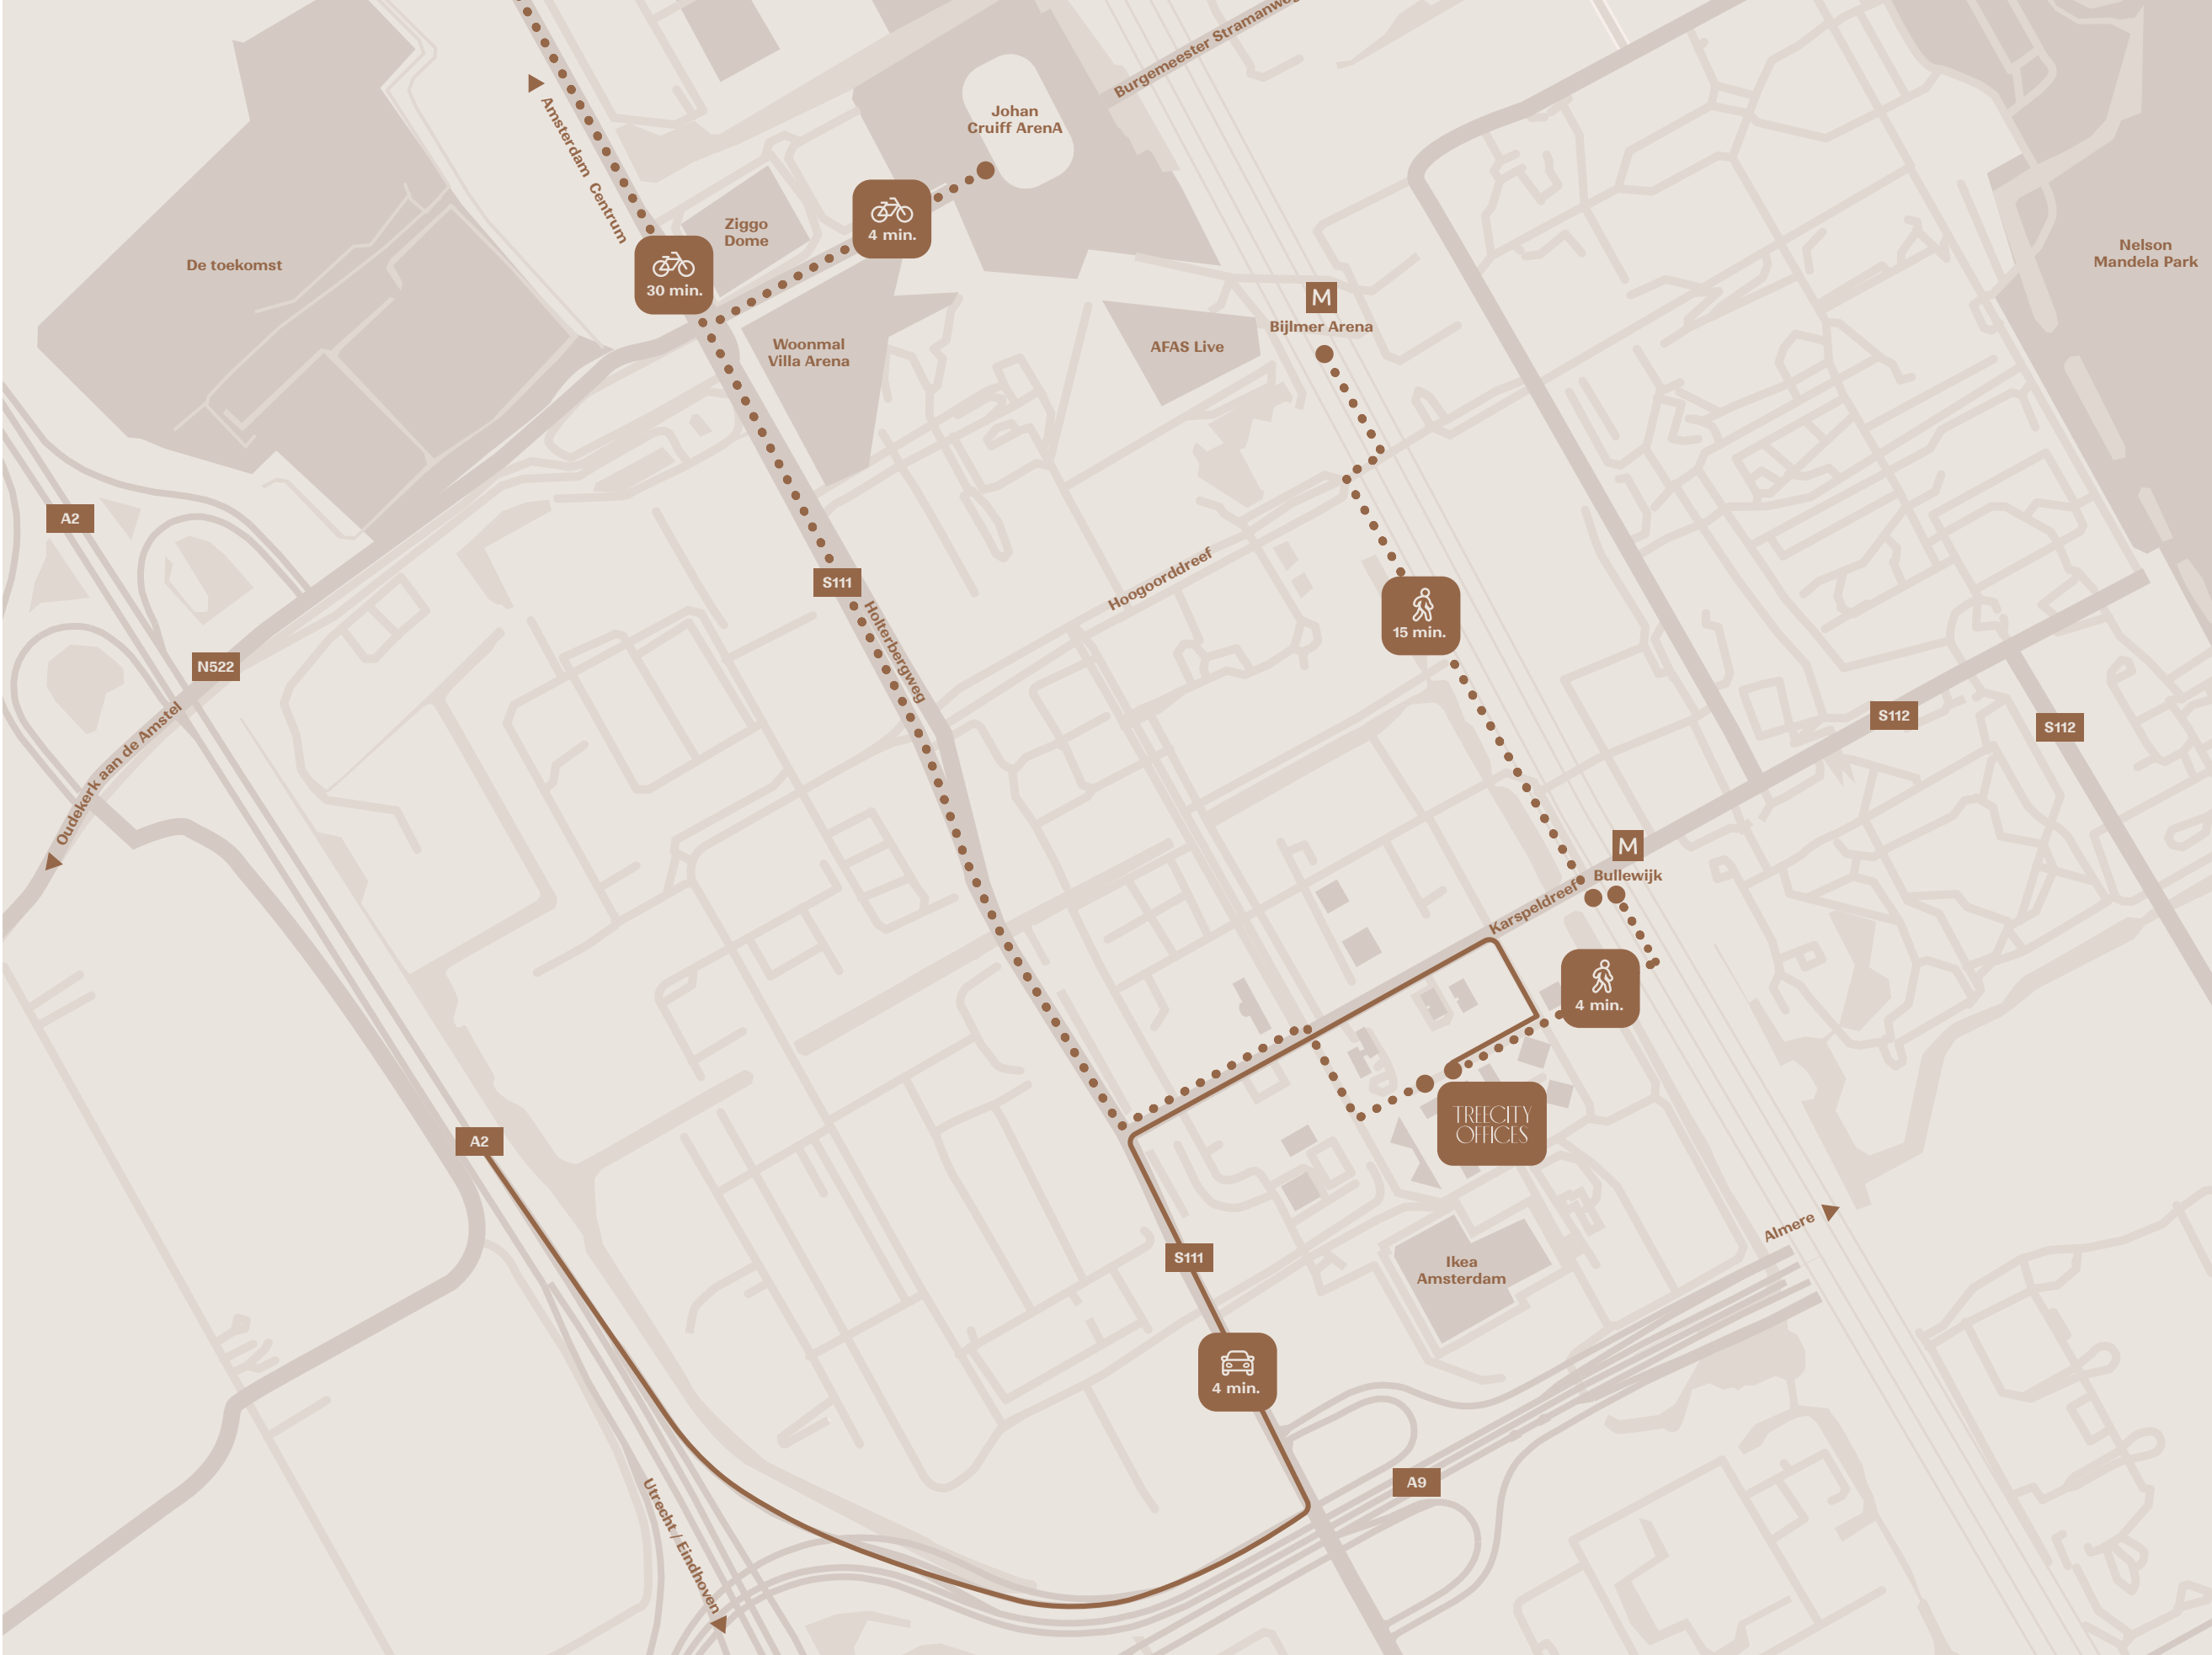 Burgemeester Stramanweg
Amsterdam Centrum
Johan
Cruiff ArenA
4 min.
Ziggo
Dome
30 min.
De toekomst
Nelson
Mandela Park
M
Bijlmer Arena
Woonmal
Villa Arena
AFAS Live
A2
S111
Hoogoorddreef
Holterbergweg
15 min.
N522
S112
S112
Oudekerk aan de Amstel
M
Bullewijk
Karspeldreef
4 min.
TREECITY
OFFICES
A2
Almere
S111
Ikea
Amsterdam
4 min.
A9
Utrecht / Eindhoven